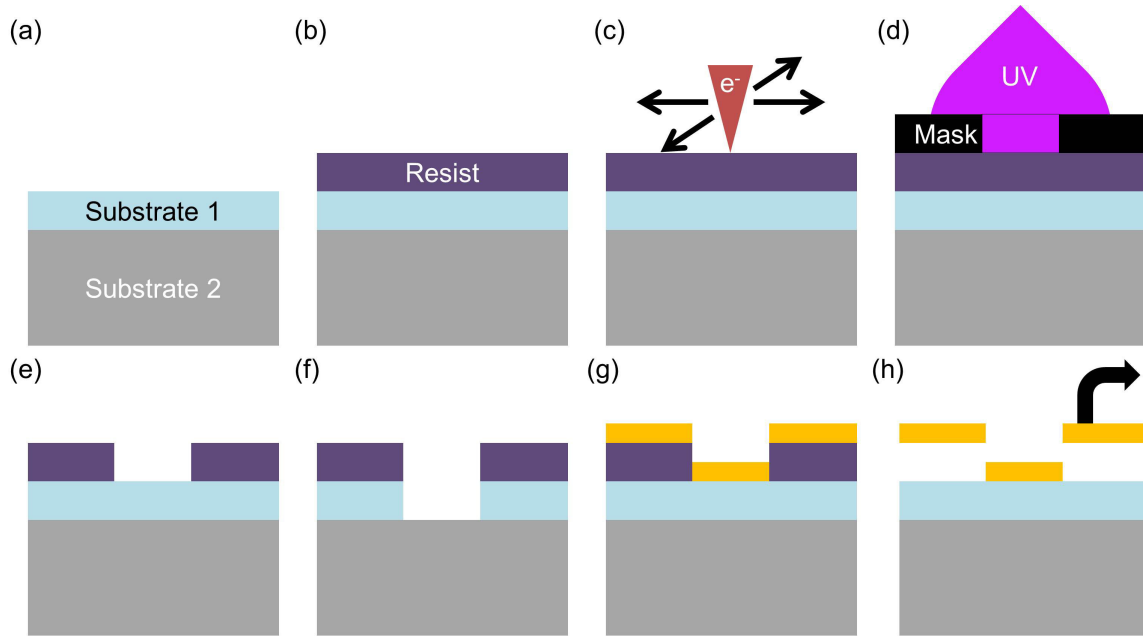 (a)
(b)
(c)
(d)
e-
UV
Mask
Resist
Substrate 1
Substrate 2
(e)
(f)
(g)
(h)